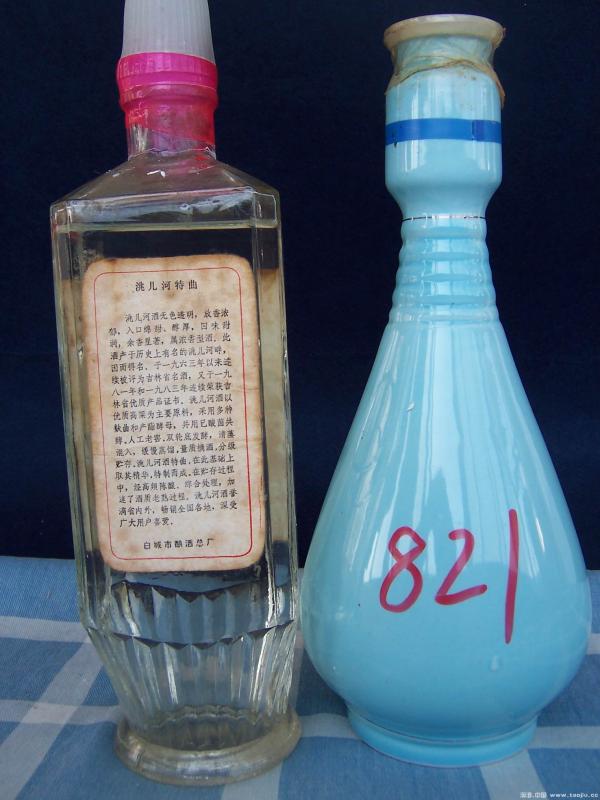 洮儿河特曲
洮儿河酒无色透明，放香浓
郁，入口绵甜、醇厚，回味甜
润，余香显著，属浓香型酒。此
酒产于历史上有名的洮儿河畔，
因而得名。于一九六三年以来连
续被评为吉林省名酒，又于一九
八一年和一九八三年连续荣获吉
林省优质产品证书。洮儿河酒以
优质高粱为主要原料，采用多种
麸曲和产酯酵母，并用己酸菌共
酵，人工老窖，双轮底发酵，清蒸
混入，缓慢蒸馏，量质摘酒，分级
贮存。洮儿河酒特曲，在此基础上
取其精华，特制而成。在贮存过程
中，经高频陈酿、综合处理，加
速了酒质老熟过程。洮儿河酒誉
满省内外，畅销全国各地，深受
广大用户喜爱。
白城市酿酒总厂
821
淘酒.中国 www.taojiu.cc